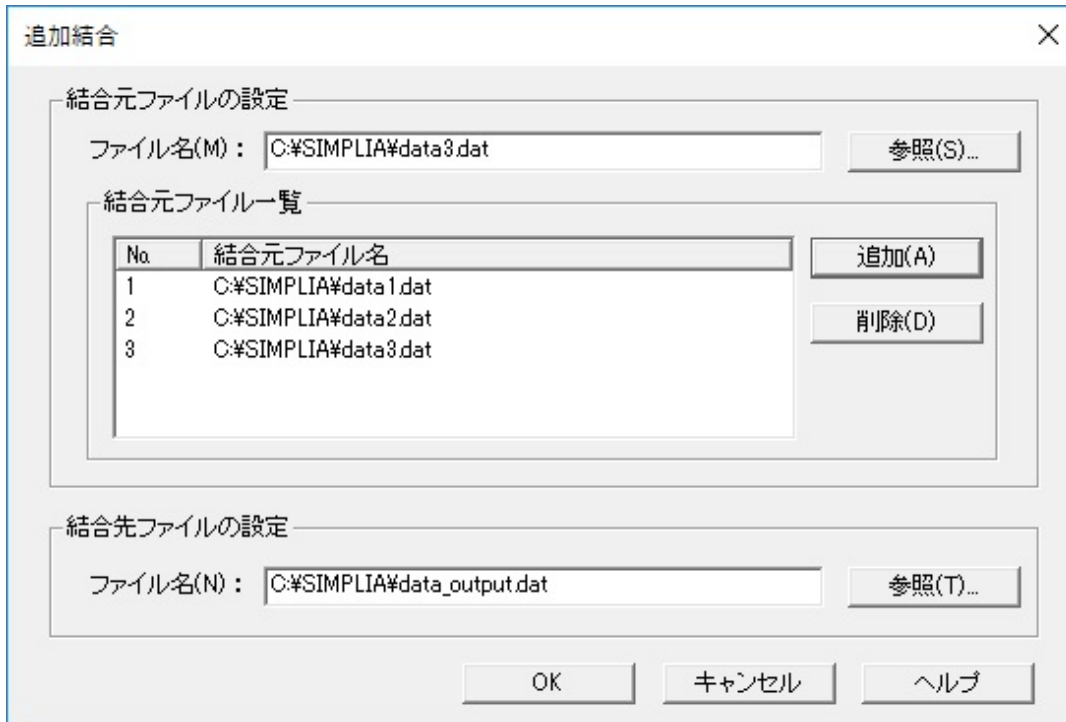 追加結合
結合元ファイルの設定
ファイル名(M)： C:¥SIMPLIA¥data3.dat 参照(S)...
結合元ファイル一覧
No. 結合元ファイル名 追加(A)
1 C:¥SIMPLIA¥data1.dat
2 C:¥SIMPLIA¥data2.dat 削除(D)
3 C:¥SIMPLIA¥data3.dat
結合先ファイルの設定
ファイル名(N)： C:¥SIMPLIA¥data_output.dat 参照(T)...
OK キャンセル ヘルプ